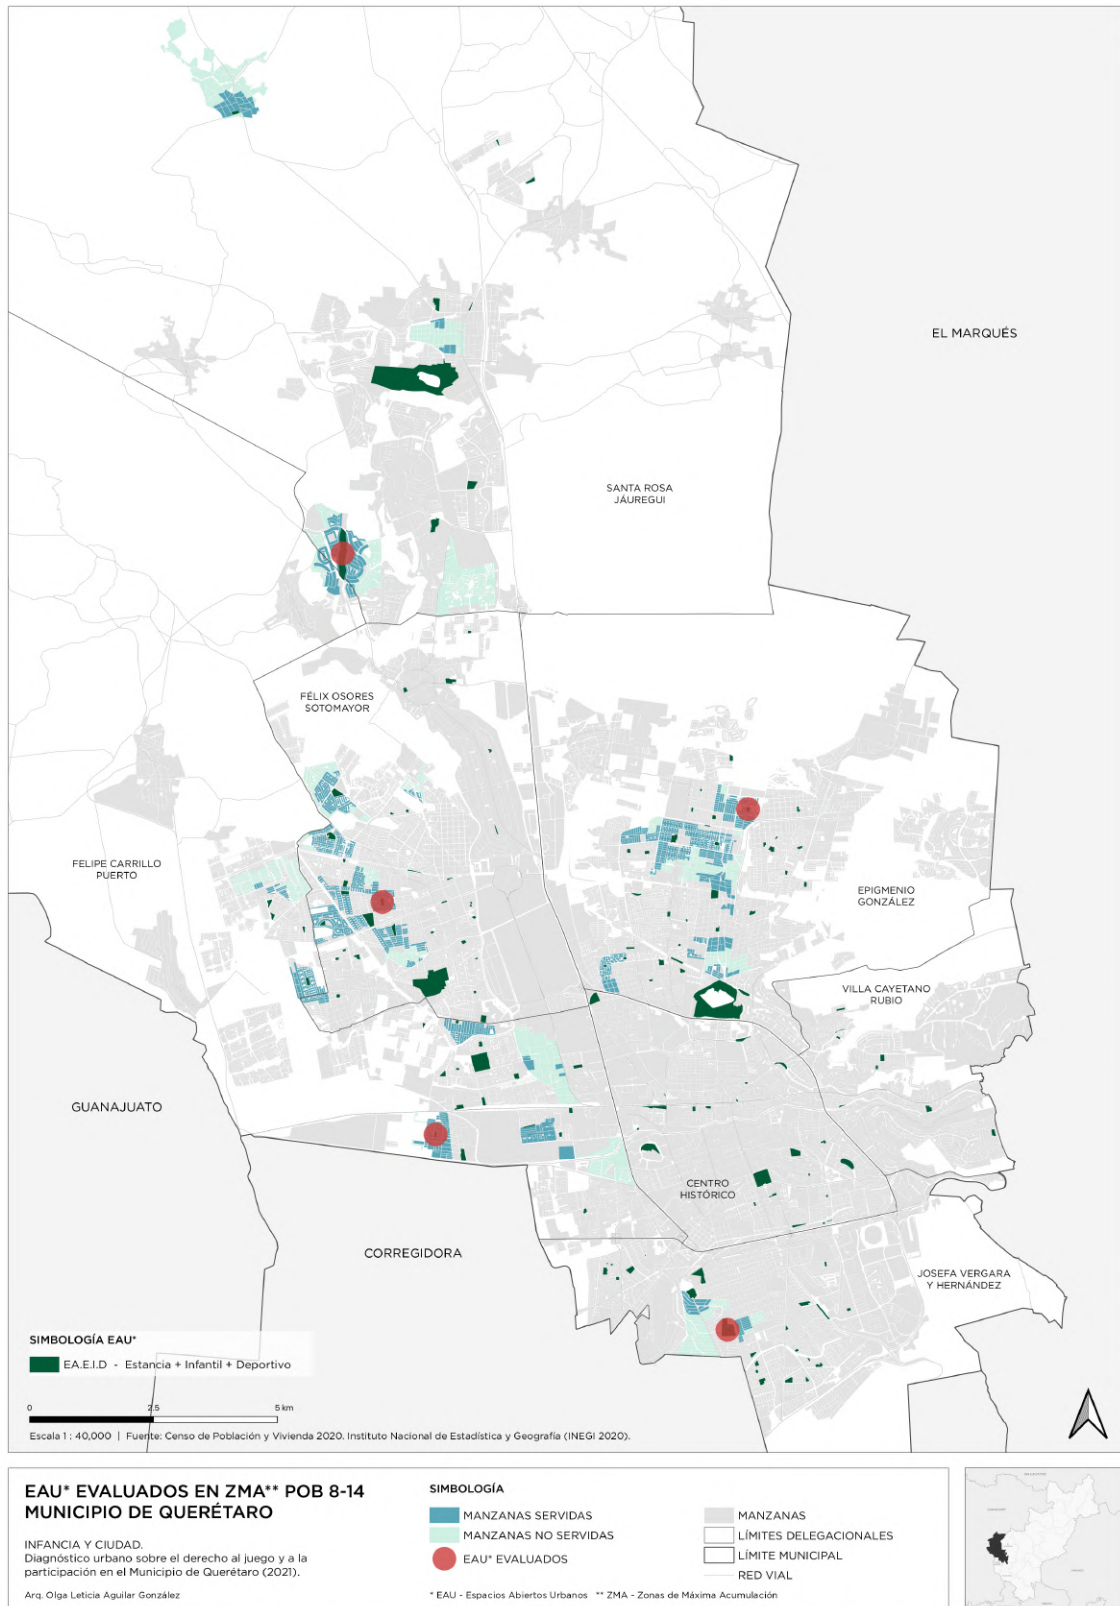 EL MARQUÉS
SANTA ROSA
JÁUREGUI
FÉLIX OSORES
SOTOMAYOR
FELIPE CARRILLO
PUERTO
EPIGMENIO
GONZÁLEZ
VILLA CAYETANO
RUBIO
GUANAJUATO
CENTRO
HISTÓRICO
CORREGIDORA
JOSEFA VERGARA
Y HERNÁNDEZ
SIMBOLOGÍA EAU*
EA.E.I.D - Estancia + Infantil + Deportivo
0 2.5 5 km
Escala 1 : 40,000 | Fuente: Censo de Población y Vivienda 2020. Instituto Nacional de Estadística y Geografía (INEGI 2020).
EAU* EVALUADOS EN ZMA** POB 8-14
MUNICIPIO DE QUERÉTARO
INFANCIA Y CIUDAD.
Diagnóstico urbano sobre el derecho al juego y a la
participación en el Municipio de Querétaro (2021).
Arq. Olga Leticia Aguilar González
SIMBOLOGÍA
MANZANAS SERVIDAS
MANZANAS NO SERVIDAS
EAU* EVALUADOS
MANZANAS
LÍMITES DELEGACIONALES
LÍMITE MUNICIPAL
RED VIAL
* EAU - Espacios Abiertos Urbanos ** ZMA - Zonas de Máxima Acumulación